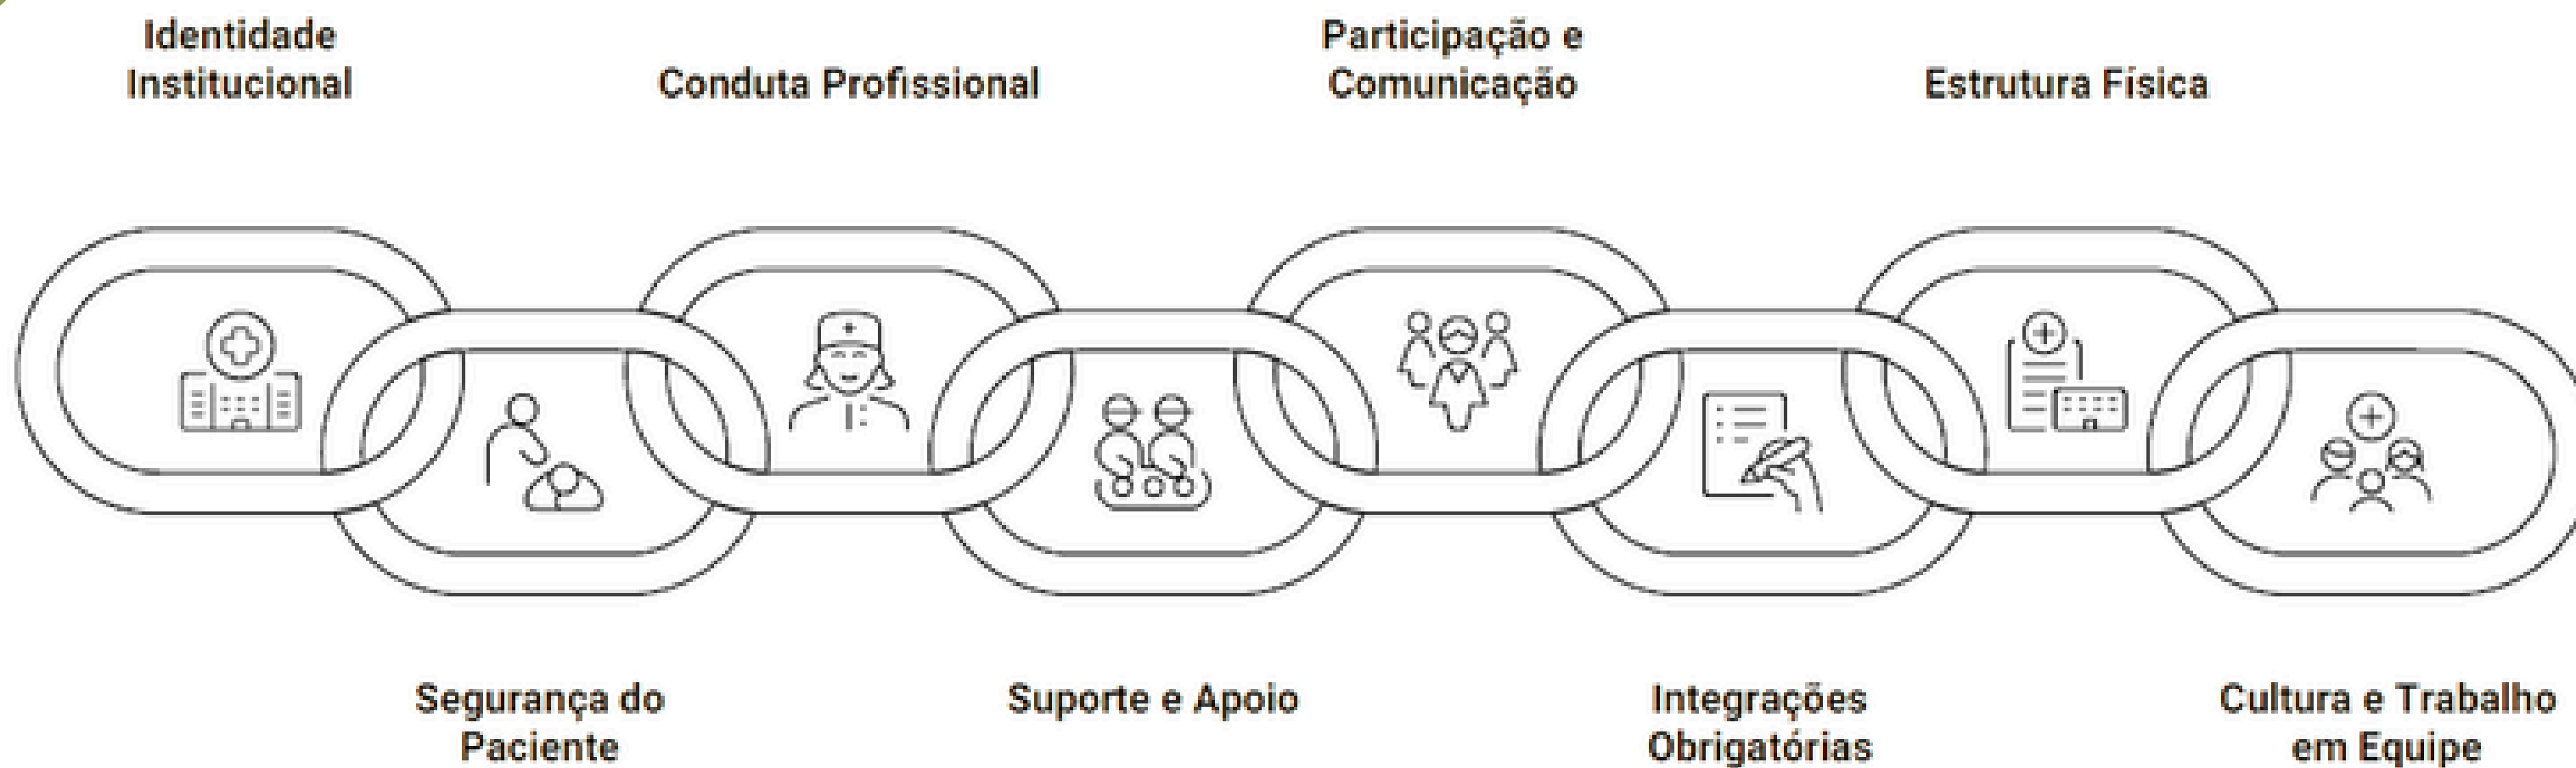 Identidade
Institucional
Conduta Profissional
Participação e
Comunicação
Estrutura Física
Segurança do
Paciente
Suporte e Apoio
Integrações
Obrigatórias
Cultura e Trabalho
em Equipe